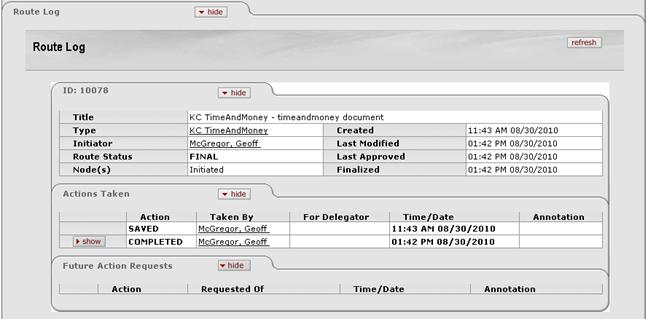 Route Log hide
Route Log refresh
ID: 10078 hide
Title KC TimeAndMoney - timeandmoney document
Type KC TimeAndMoney Created 11:43 AM 08/30/2010
Initiator McGregor, Geoff Last Modified 01:42 PM 08/30/2010
Route Status FINAL Last Approved 01:42 PM 08/30/2010
Node(s) Initiated Finalized 01:42 PM 08/30/2010
Actions Taken hide
Action Taken By For Delegator Time/Date Annotation
SAVED McGregor, Geoff 11:43 AM 08/30/2010
show COMPLETED McGregor, Geoff 01:42 PM 08/30/2010
Future Action Requests hide
Action Requested Of Time/Date Annotation